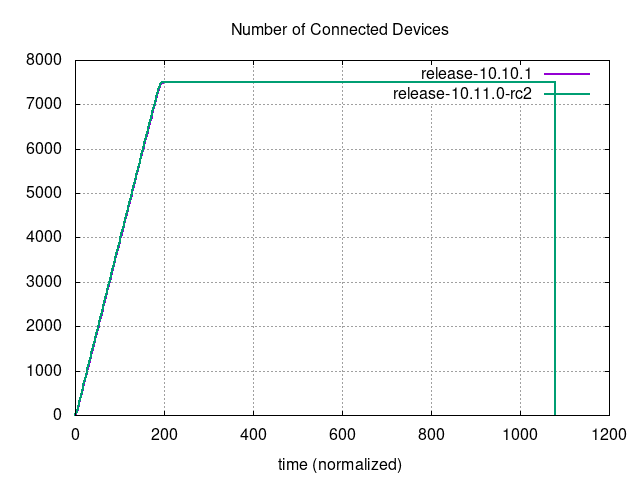 Number of Connected Devices
8000
7000
6000
5000
4000
3000
2000
1000
0
release-10.10.1
release-10.11.0-rc2
0 200 400 600 800 1000 1200
time (normalized)